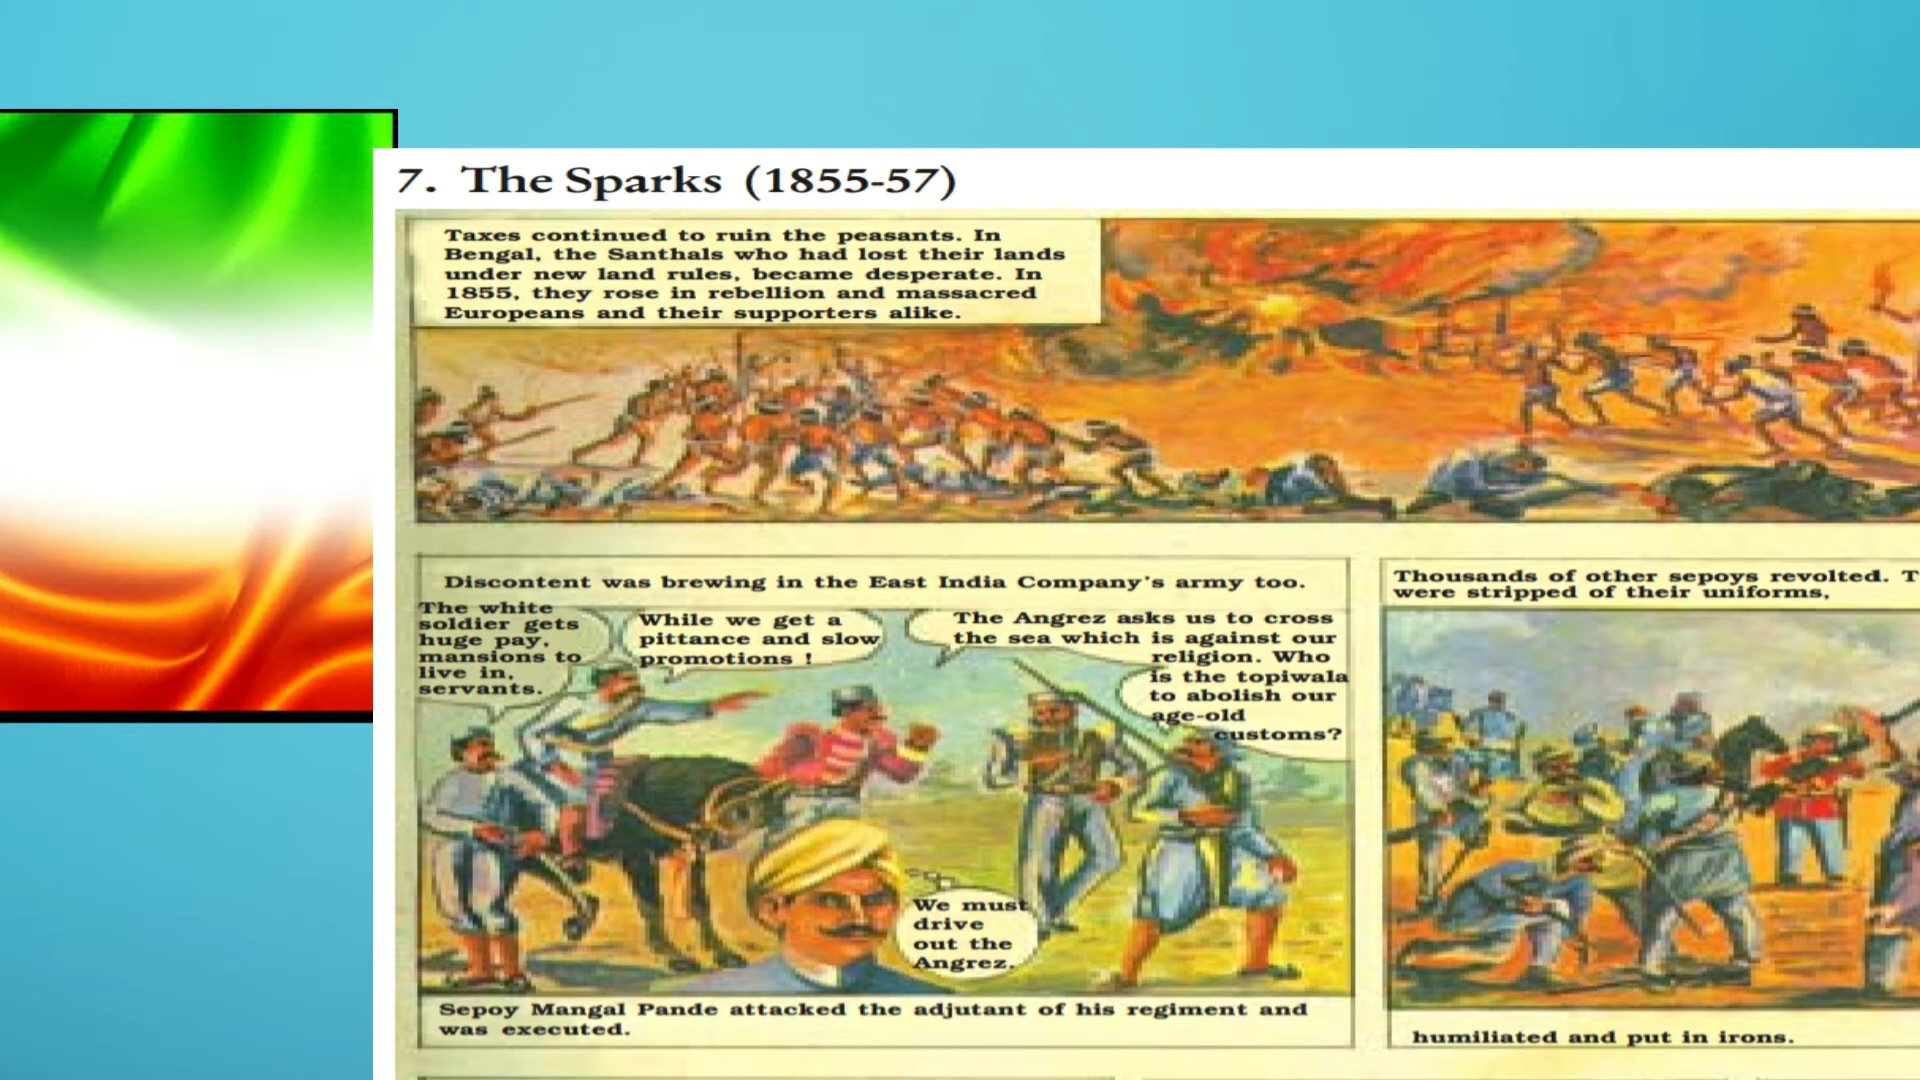 7. The Sparks (1855-57)
Taxes continued to ruin the peasants. In
Bengal, the Santhals who had lost their lands
under new land rules, became desperate. In
1855, they rose in rebellion and massacred
Europeans and their supporters alike.
Discontent was brewing in the East India Company's army too.
The white
soldier gets
huge pay,
mansions to
live in,
servants.
While we get a
pittance and slow
promotions !
The Angrez asks us to cross
the sea which is against our
religion. Who
is the topiwala
to abolish our
age-old
customs?
We must
drive
out the
Angrez.
Sepoy Mangal Pande attacked the adjutant of his regiment and
was executed.
Thousands of other sepoys revolted. T
were stripped of their uniforms,
humiliated and put in irons.